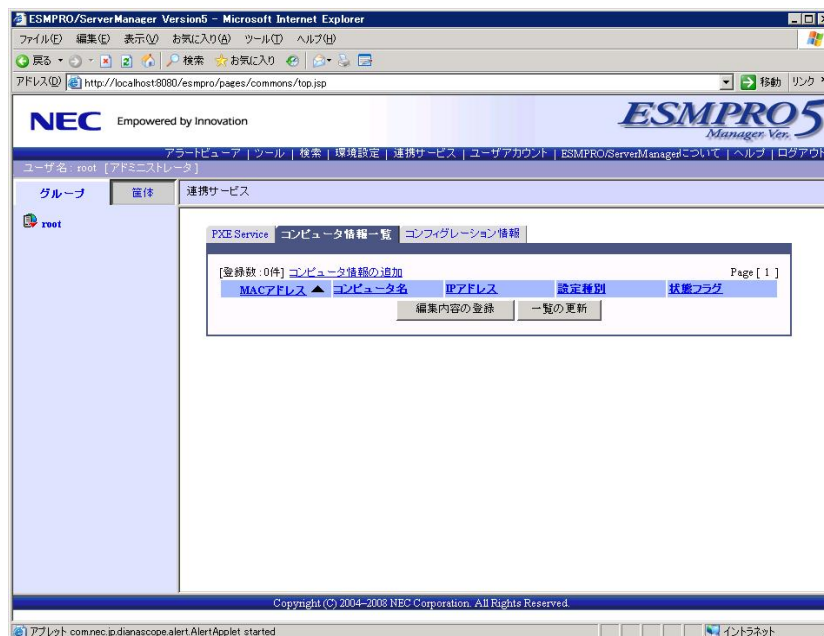 ESMPRO/ServerManager Version5 - Microsoft Internet Explorer
ファイル(F) 編集(E) 表示(V) お気に入り(A) ツール(T) ヘルプ(H)
戻る 検索 お気に入り
アドレス(D) http://localhost:8080/esmpro/pages/commons/top.jsp 移動 リンク
NEC Empowered by Innovation ESMPRO5 Manager, Ver.
アラートビューア | ツール | 検索 | 環境設定 | 連携サービス | ユーザアカウント | ESMPRO/ServerManagerについて | ヘルプ | ログアウト
ユーザ名 : root [アドミニストレータ]
グループ 筐体 連携サービス
root
PXE Service コンピュータ情報一覧 コンフィグレーション情報
[登録数 : 0件] コンピュータ情報の追加 Page [ 1 ]
MACアドレス ▲ コンピュータ名 IPアドレス 設定種別 状態フラグ
編集内容の登録 一覧の更新
Copyright (C) 2004-2008 NEC Corporation. All Rights Reserved.
アプレット com.nec.jp.dianascope.alert.AlertApplet started イントラネット